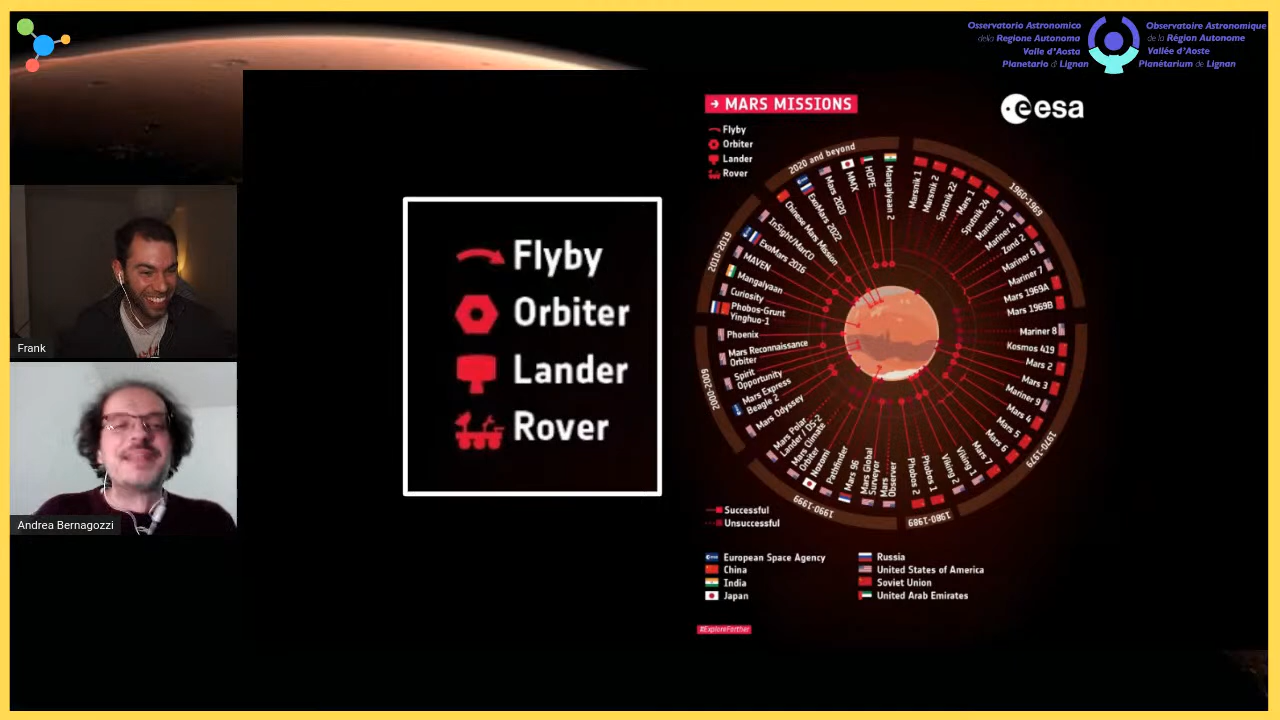 Osservatorio Astronomico
della Regione Autonoma
Valle d'Aosta
Planetario di Lignan
Observatoire Astronomique
de la Région Autonome
Vallée d'Aoste
Planétarium de Lignan
Frank
Andrea Bernagozzi
Flyby
Orbiter
Lander
Rover
→ MARS MISSIONS
esa
Flyby
Orbiter
Lander
Rover
1960-1969
Marsnik 1
Marsnik 2
Sputnik 22
Mars 1
Sputnik 24
Mariner 3
Mariner 4
Zond 2
Mariner 6
Mariner 7
Mars 1969A
Mars 1969B
1970-1979
Mariner 8
Kosmos 419
Mars 2
Mars 3
Mariner 9
Mars 4
Mars 5
Mars 6
Mars 7
Viking 1
Viking 2
1980-1989
Phobos 1
Phobos 2
1990-1999
Mars
Observer
Mars Global
Surveyor
Mars 96
Pathfinder
Nozomi
Mars Climate
Orbiter
Mars Polar
Lander / DS-2
2000-2009
Mars Odyssey
Mars Express
Beagle 2
Spirit
Opportunity
Mars Reconnaissance
Orbiter
Phoenix
2010-2019
Phobos-Grunt
Yinghuo-1
Curiosity
Mangalyaan
MAVEN
ExoMars 2016
InSight/MarCO
2020 and beyond
Chinese Mars Mission
ExoMars 2022
Mars 2020
MMX
HOPE
Mangalyaan 2
Successful
Unsuccessful
European Space Agency
China
India
Japan
Russia
United States of America
Soviet Union
United Arab Emirates
#ExploreFarther